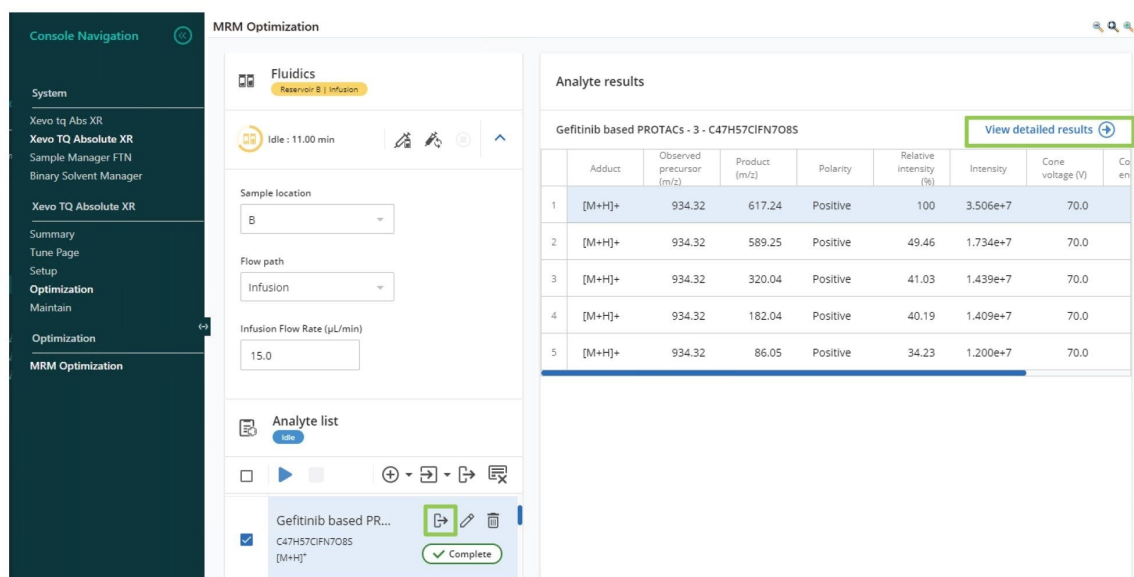 Console Navigation
System
Xevo tq Abs XR
Xevo TQ Absolute XR
Sample Manager FTN
Binary Solvent Manager
Xevo TQ Absolute XR
Summary
Tune Page
Setup
Optimization
Maintain
Optimization
MRM Optimization
MRM Optimization
Fluidics
Reservoir B | Infusion
Idle : 11.00 min
Sample location
B
Flow path
Infusion
Infusion Flow Rate (µL/min)
15.0
Analyte list
Idle
Gefitinib based PR...
C47H57ClFN7O8S
[M+H]⁺
Complete
Analyte results
Gefitinib based PROTACs - 3 - C47H57ClFN7O8S
View detailed results
Adduct Observed precursor (m/z) Product (m/z) Polarity Relative intensity (%) Intensity Cone voltage (V) Co en
1 [M+H]+ 934.32 617.24 Positive 100 3.506e+7 70.0
2 [M+H]+ 934.32 589.25 Positive 49.46 1.734e+7 70.0
3 [M+H]+ 934.32 320.04 Positive 41.03 1.439e+7 70.0
4 [M+H]+ 934.32 182.04 Positive 40.19 1.409e+7 70.0
5 [M+H]+ 934.32 86.05 Positive 34.23 1.200e+7 70.0